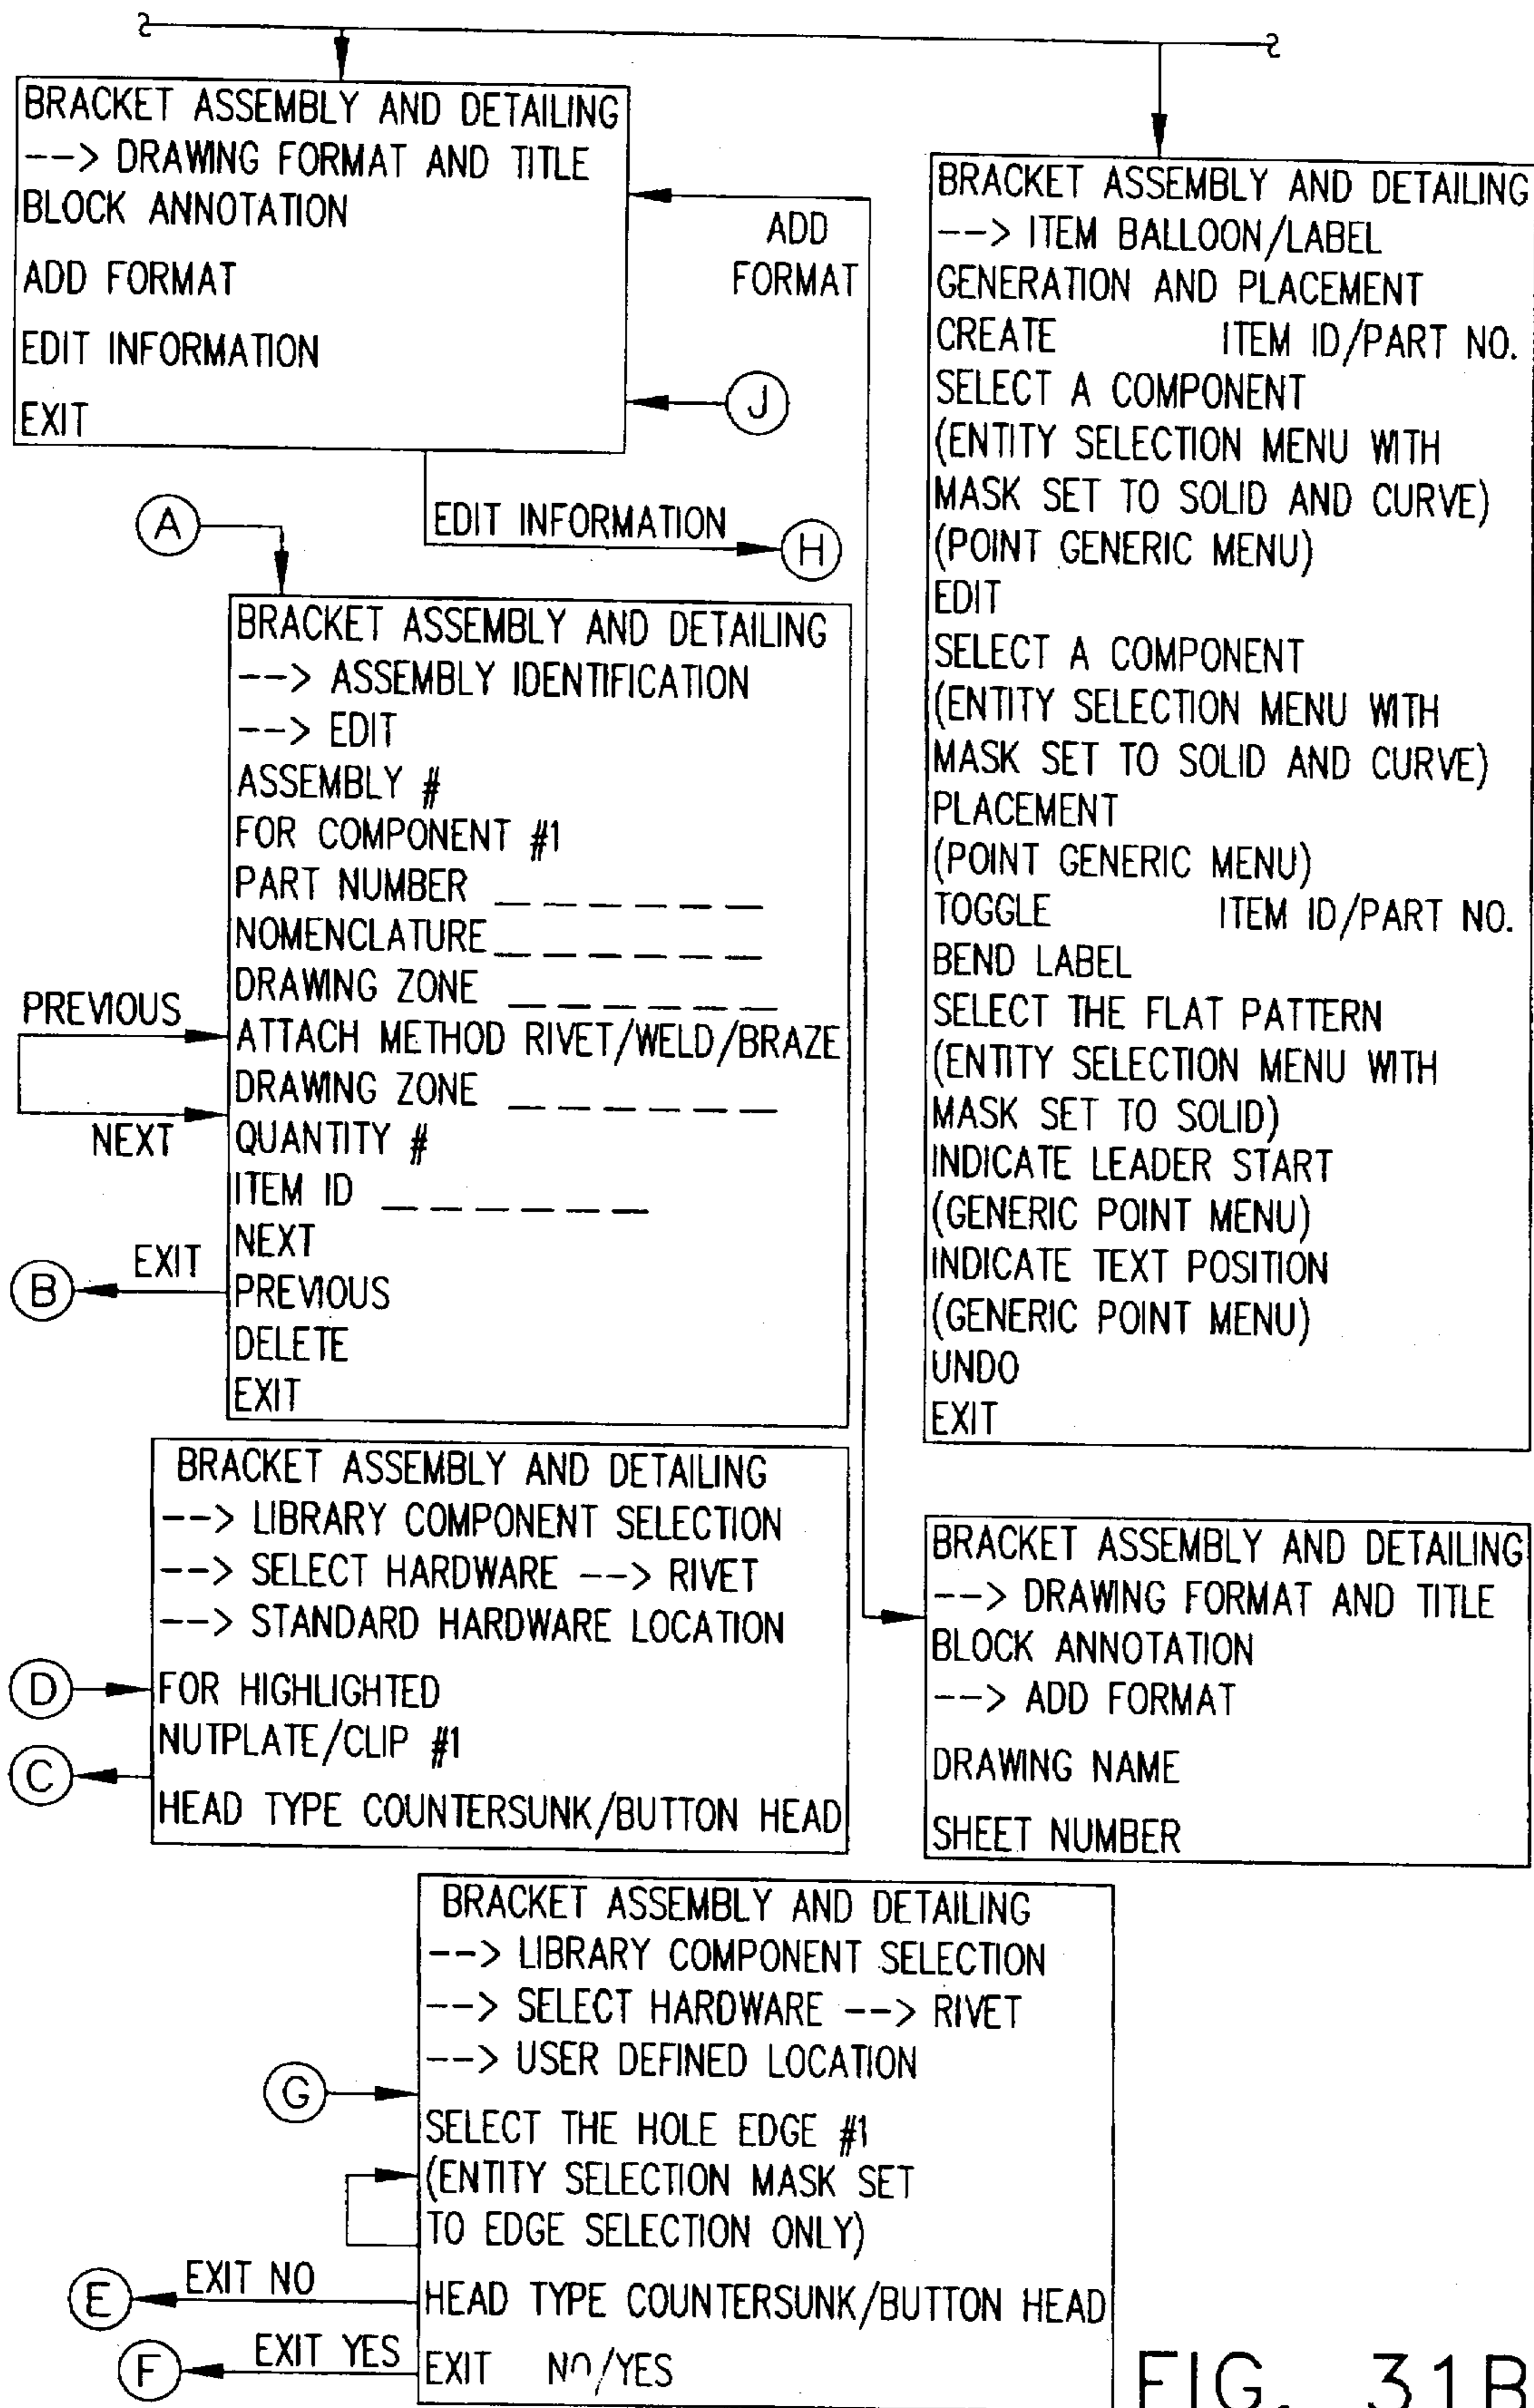 BRACKET ASSEMBLY AND DETAILING
--> DRAWING FORMAT AND TITLE
BLOCK ANNOTATION
ADD FORMAT
EDIT INFORMATION
EXIT
ADD
FORMAT
J
EDIT INFORMATION
H
A
BRACKET ASSEMBLY AND DETAILING
--> ASSEMBLY IDENTIFICATION
--> EDIT
ASSEMBLY #
FOR COMPONENT #1
PART NUMBER _ _ _ _ _ _
NOMENCLATURE _ _ _ _ _ _
DRAWING ZONE _ _ _ _ _ _
ATTACH METHOD RIVET/WELD/BRAZE
DRAWING ZONE _ _ _ _ _ _
QUANTITY #
ITEM ID _ _ _ _ _ _
NEXT
PREVIOUS
DELETE
EXIT
PREVIOUS
NEXT
EXIT
B
BRACKET ASSEMBLY AND DETAILING
--> ITEM BALLOON/LABEL
GENERATION AND PLACEMENT
CREATE ITEM ID/PART NO.
SELECT A COMPONENT
(ENTITY SELECTION MENU WITH
MASK SET TO SOLID AND CURVE)
(POINT GENERIC MENU)
EDIT
SELECT A COMPONENT
(ENTITY SELECTION MENU WITH
MASK SET TO SOLID AND CURVE)
PLACEMENT
(POINT GENERIC MENU)
TOGGLE ITEM ID/PART NO.
BEND LABEL
SELECT THE FLAT PATTERN
(ENTITY SELECTION MENU WITH
MASK SET TO SOLID)
INDICATE LEADER START
(GENERIC POINT MENU)
INDICATE TEXT POSITION
(GENERIC POINT MENU)
UNDO
EXIT
BRACKET ASSEMBLY AND DETAILING
--> LIBRARY COMPONENT SELECTION
--> SELECT HARDWARE --> RIVET
--> STANDARD HARDWARE LOCATION
FOR HIGHLIGHTED
NUTPLATE/CLIP #1
HEAD TYPE COUNTERSUNK/BUTTON HEAD
D
C
BRACKET ASSEMBLY AND DETAILING
--> DRAWING FORMAT AND TITLE
BLOCK ANNOTATION
--> ADD FORMAT
DRAWING NAME
SHEET NUMBER
BRACKET ASSEMBLY AND DETAILING
--> LIBRARY COMPONENT SELECTION
--> SELECT HARDWARE --> RIVET
--> USER DEFINED LOCATION
SELECT THE HOLE EDGE #1
(ENTITY SELECTION MASK SET
TO EDGE SELECTION ONLY)
HEAD TYPE COUNTERSUNK/BUTTON HEAD
EXIT NO/YES
G
EXIT NO
E
EXIT YES
F
FIG. 31B